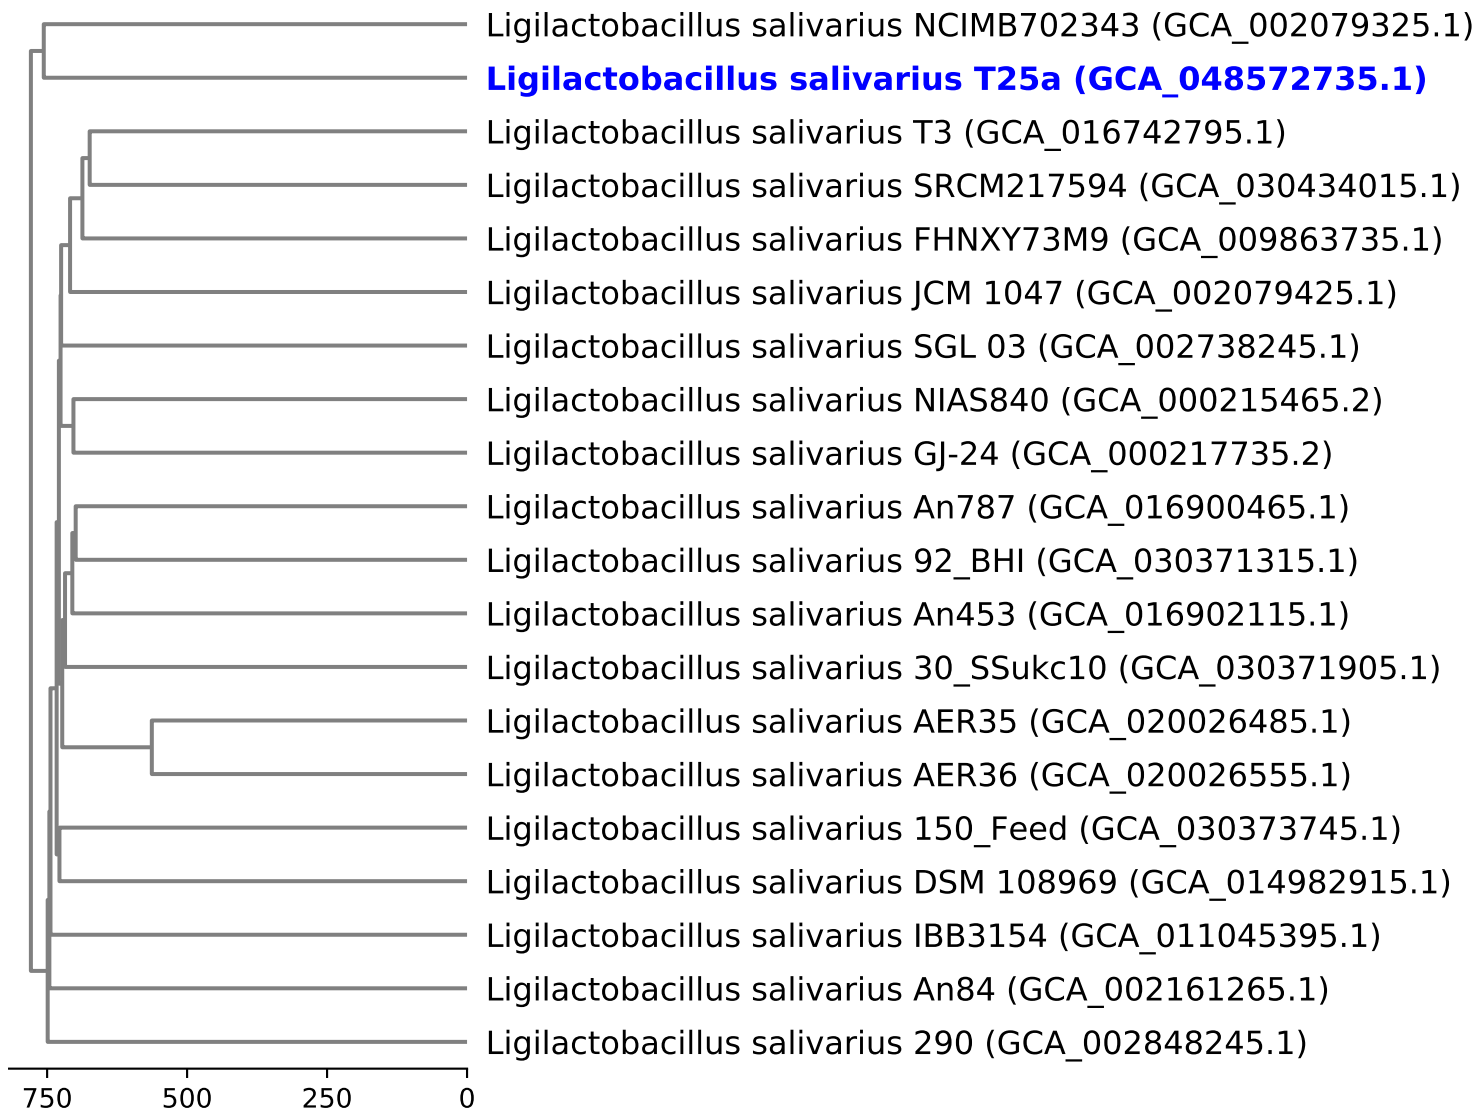 Ligilactobacillus salivarius NCIMB702343 (GCA_002079325.1)
Ligilactobacillus salivarius T25a (GCA_048572735.1)
Ligilactobacillus salivarius T3 (GCA_016742795.1)
Ligilactobacillus salivarius SRCM217594 (GCA_030434015.1)
Ligilactobacillus salivarius FHNXY73M9 (GCA_009863735.1)
Ligilactobacillus salivarius JCM 1047 (GCA_002079425.1)
Ligilactobacillus salivarius SGL 03 (GCA_002738245.1)
Ligilactobacillus salivarius NIAS840 (GCA_000215465.2)
Ligilactobacillus salivarius GJ-24 (GCA_000217735.2)
Ligilactobacillus salivarius An787 (GCA_016900465.1)
Ligilactobacillus salivarius 92_BHI (GCA_030371315.1)
Ligilactobacillus salivarius An453 (GCA_016902115.1)
Ligilactobacillus salivarius 30_SSukc10 (GCA_030371905.1)
Ligilactobacillus salivarius AER35 (GCA_020026485.1)
Ligilactobacillus salivarius AER36 (GCA_020026555.1)
Ligilactobacillus salivarius 150_Feed (GCA_030373745.1)
Ligilactobacillus salivarius DSM 108969 (GCA_014982915.1)
Ligilactobacillus salivarius IBB3154 (GCA_011045395.1)
Ligilactobacillus salivarius An84 (GCA_002161265.1)
Ligilactobacillus salivarius 290 (GCA_002848245.1)
750 500 250 0